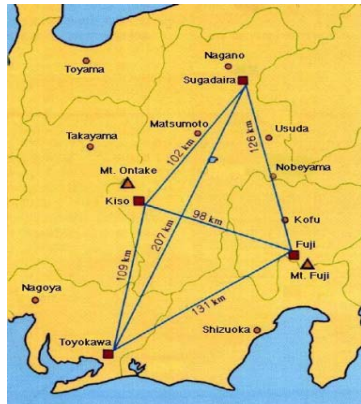 Nagano
Toyama
Sugadaira
Matsumoto
Usuda
Takayama
102 km
126 km
Mt. Ontake
Nobeyama
Kiso
207 km
98 km
Kofu
109 km
Fuji
Mt. Fuji
Nagoya
131 km
Shizuoka
Toyokawa